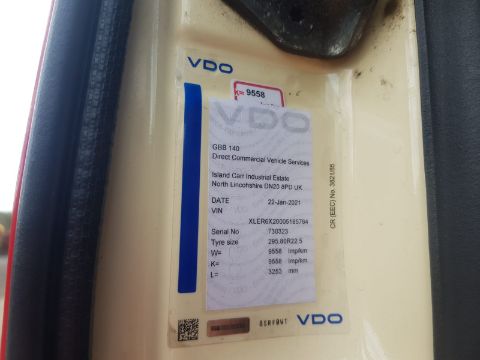 VDO
9558
VDO
GBB 140
Direct Commercial Vehicle Services
Island Carr Industrial Estate
North Lincolnshire DN20 8PD UK
DATE 22-Jan-2021
VIN
XLER6X20005185794
Serial No 730323
Tyre size 295.80R22.5
W= 9558 Imp/km
K= 9558 Imp/km
L= 3253 mm
CR (EEC) No. 3821/85
VDO